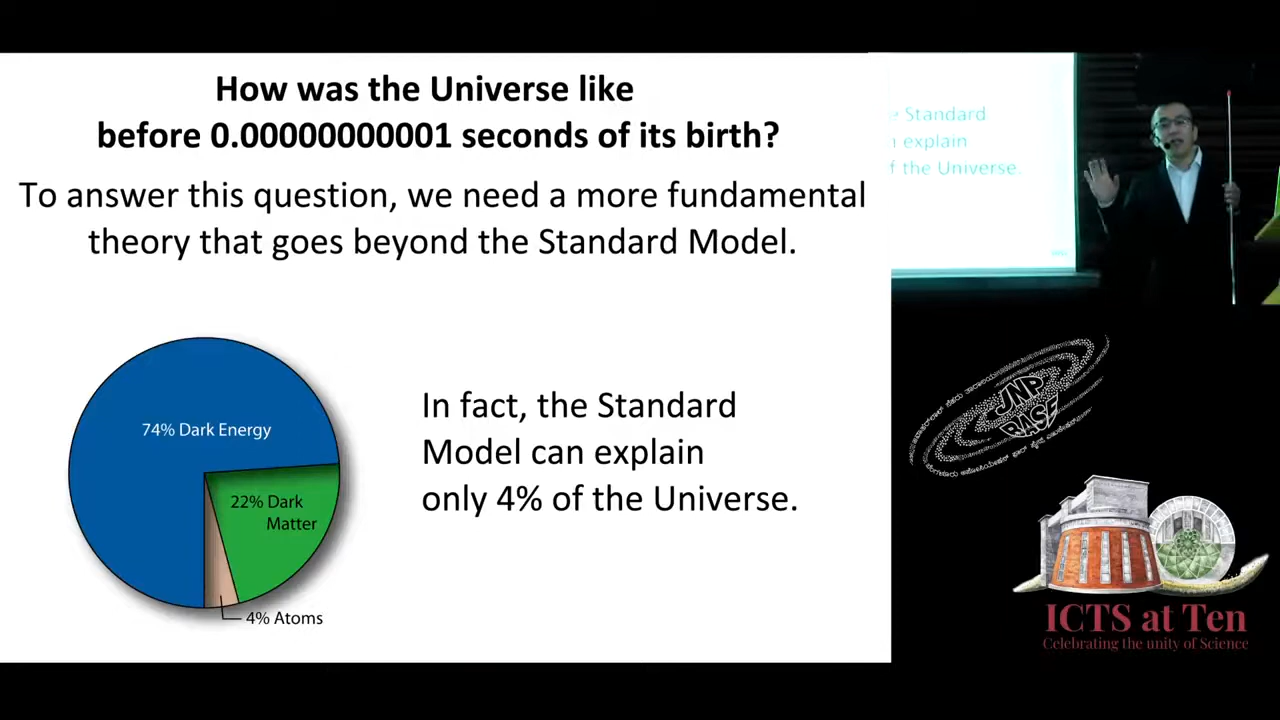 How was the Universe like
before 0.00000000001 seconds of its birth?
To answer this question, we need a more fundamental
theory that goes beyond the Standard Model.
74% Dark Energy
22% Dark
Matter
4% Atoms
In fact, the Standard
Model can explain
only 4% of the Universe.
e Standard
explain
f the Universe.
JNP
BASE
ICTS at Ten
Celebrating the unity of Science